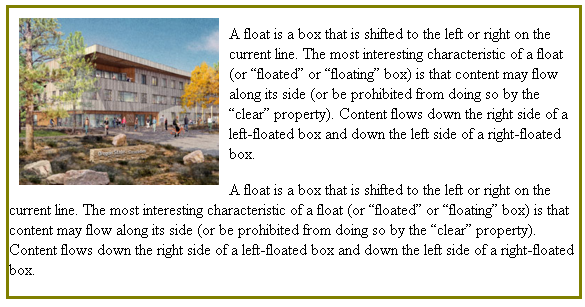 A float is a box that is shifted to the left or right on the
current line. The most interesting characteristic of a float
(or “floated” or “floating” box) is that content may flow
along its side (or be prohibited from doing so by the
“clear” property). Content flows down the right side of a
left-floated box and down the left side of a right-floated
box.
A float is a box that is shifted to the left or right on the
current line. The most interesting characteristic of a float (or “floated” or “floating” box) is that
content may flow along its side (or be prohibited from doing so by the “clear” property).
Content flows down the right side of a left-floated box and down the left side of a right-floated
box.